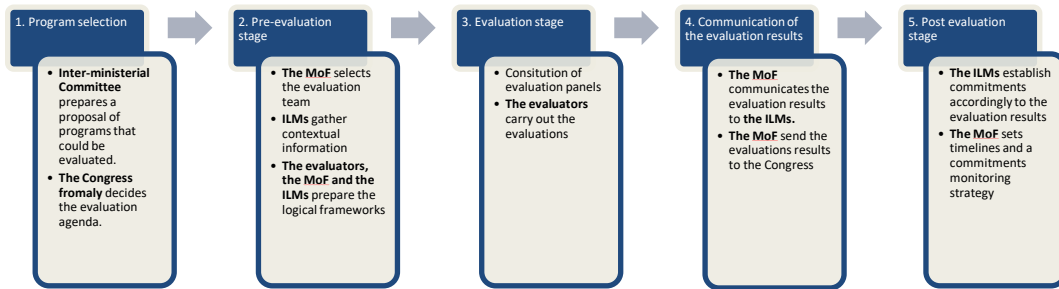 1. Program selection
• Inter-ministerial
Committee
prepares a
proposal of
programs that
could be
evaluated.
• The Congress
fromaly decides
the evaluation
agenda.
2. Pre-evaluation
stage
• The MoF selects
the evaluation
team
• ILMs gather
contextual
information
• The evaluators,
the MoF and the
ILMs prepare the
logical frameworks
3. Evaluation stage
• Consitution of
evaluation panels
• The evaluators
carry out the
evaluations
4. Communication of
the evaluation results
• The MoF
communicates the
evaluation results
to the ILMs.
• The MoF send the
evaluations results
to the Congress
5. Post evaluation
stage
• The ILMs establish
commitments
accordingly to the
evaluation results
• The MoF sets
timelines and a
commitments
monitoring
strategy